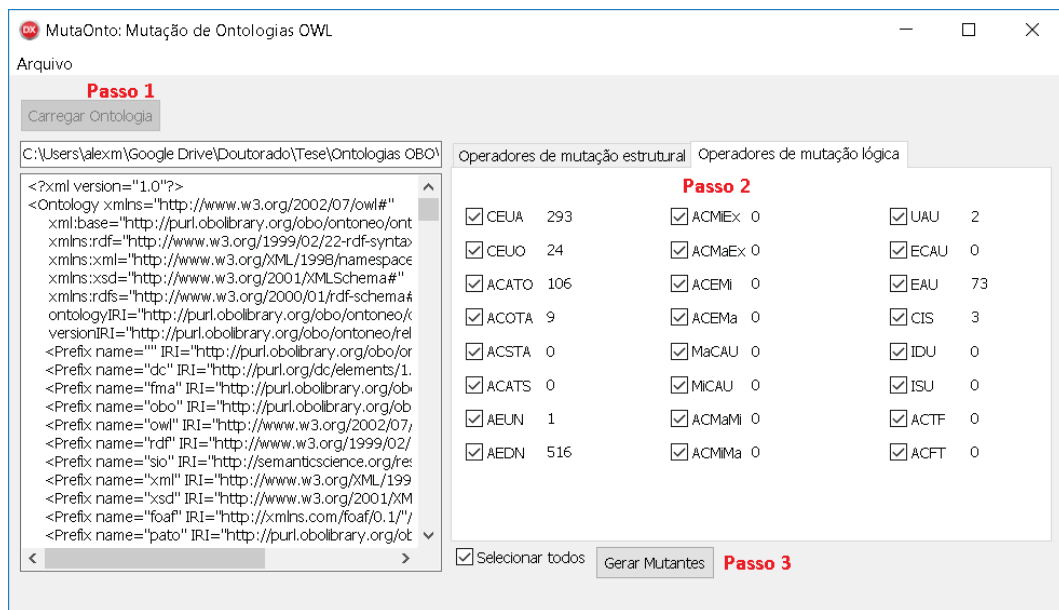 MutaOnto: Mutação de Ontologias OWL
Arquivo
Passo 1
Carregar Ontologia
C:\Users\alexm\Google Drive\Doutorado\Tese\Ontologias OBO\
<?xml version="1.0"?>
<Ontology xmlns="http://www.w3.org/2002/07/owl#"
xml:base="http://purl.obolibrary.org/obo/ontoneo/ont
xmlns:rdf="http://www.w3.org/1999/02/22-rdf-syntax
xmlns:xml="http://www.w3.org/XML/1998/namespace
xmlns:xsd="http://www.w3.org/2001/XMLSchema#"
xmlns:rdfs="http://www.w3.org/2000/01/rdf-schema#
ontologyIRI="http://purl.obolibrary.org/obo/ontoneo/o
versionIRI="http://purl.obolibrary.org/obo/ontoneo/rel
<Prefix name="" IRI="http://purl.obolibrary.org/obo/or
<Prefix name="dc" IRI="http://purl.org/dc/elements/1.
<Prefix name="fma" IRI="http://purl.obolibrary.org/obo
<Prefix name="obo" IRI="http://purl.obolibrary.org/ob
<Prefix name="owl" IRI="http://www.w3.org/2002/07/
<Prefix name="rdf" IRI="http://www.w3.org/1999/02/
<Prefix name="sio" IRI="http://semanticscience.org/res
<Prefix name="xml" IRI="http://www.w3.org/XML/199
<Prefix name="xsd" IRI="http://www.w3.org/2001/XM
<Prefix name="foaf" IRI="http://xmlns.com/foaf/0.1/"/
<Prefix name="pato" IRI="http://purl.obolibrary.org/ob
Operadores de mutação estrutural Operadores de mutação lógica
Passo 2
CEUA 293 ACMiEx 0 UAU 2
CEUO 24 ACMaEx 0 ECAU 0
ACATO 106 ACEMi 0 EAU 73
ACOTA 9 ACEMa 0 CIS 3
ACSTA 0 MaCAU 0 IDU 0
ACATS 0 MiCAU 0 ISU 0
AEUN 1 ACMaMi 0 ACTF 0
AEDN 516 ACMiMa 0 ACFT 0
Selecionar todos Gerar Mutantes Passo 3